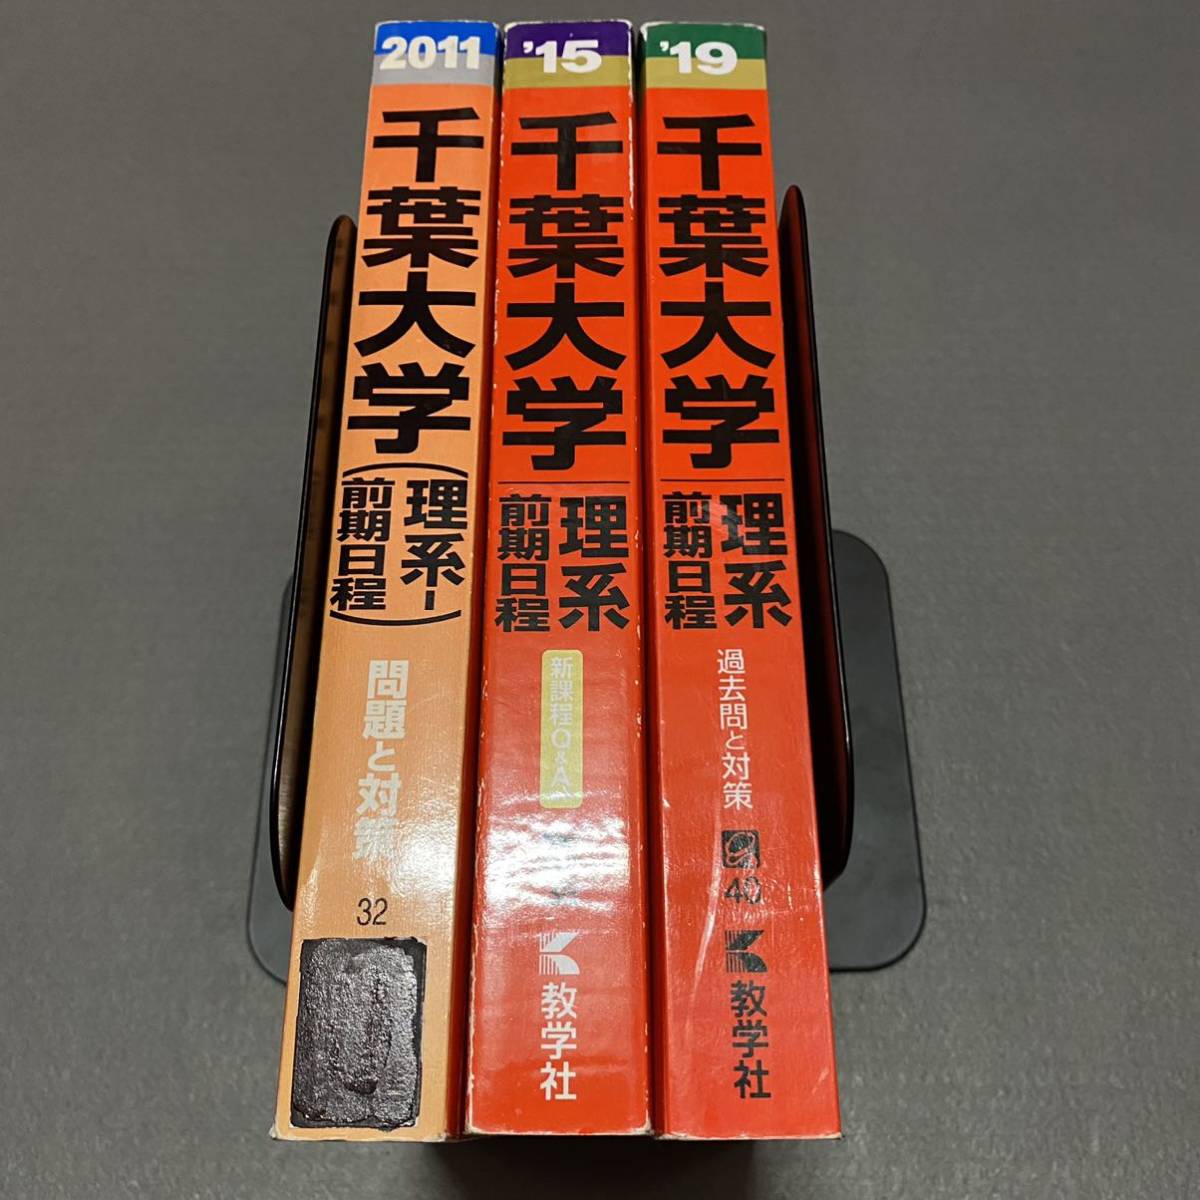 2011
千葉大学
(理系-
前期日程)
問題と対策
32
'15
千葉大学
理系
前期日程
新課程Q&A
教学社
'19
千葉大学
理系
前期日程
過去問と対策
40
教学社